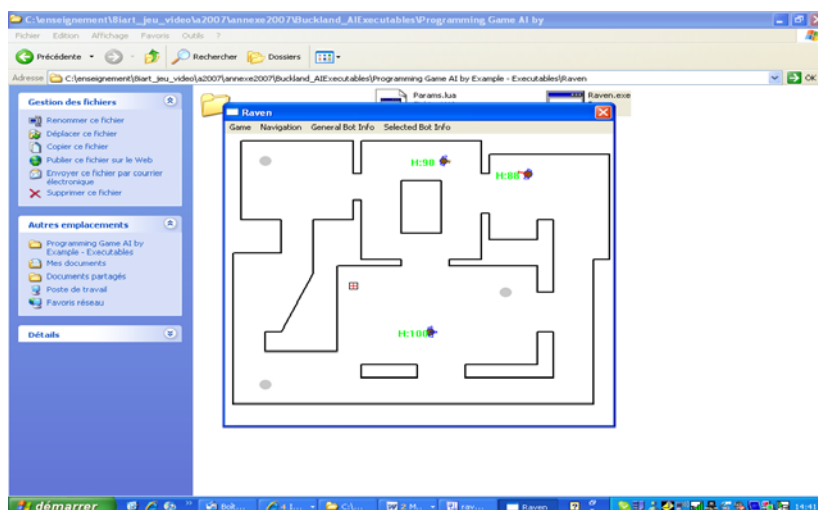 C:\enseignement\8iart_jeu_video\a2007\annexe2007\Buckland_AIExecutables\Programming Game AI by
Fichier Edition Affichage Favoris Outils ?
Précédente Rechercher Dossiers
Adresse C:\enseignement\8iart_jeu_video\a2007\annexe2007\Buckland_AIExecutables\Programming Game AI by Example - Executables\Raven OK
Gestion des fichiers
Renommer ce fichier
Déplacer ce fichier
Copier ce fichier
Publier ce fichier sur le Web
Envoyer ce fichier par courrier
électronique
Supprimer ce fichier
Autres emplacements
Programming Game AI by
Example - Executables
Mes documents
Documents partagés
Poste de travail
Favoris réseau
Détails
Params.lua
Raven.exe
Raven
Game Navigation General Bot Info Selected Bot Info
H:90
H:88
H:100
démarrer Raven 14:41